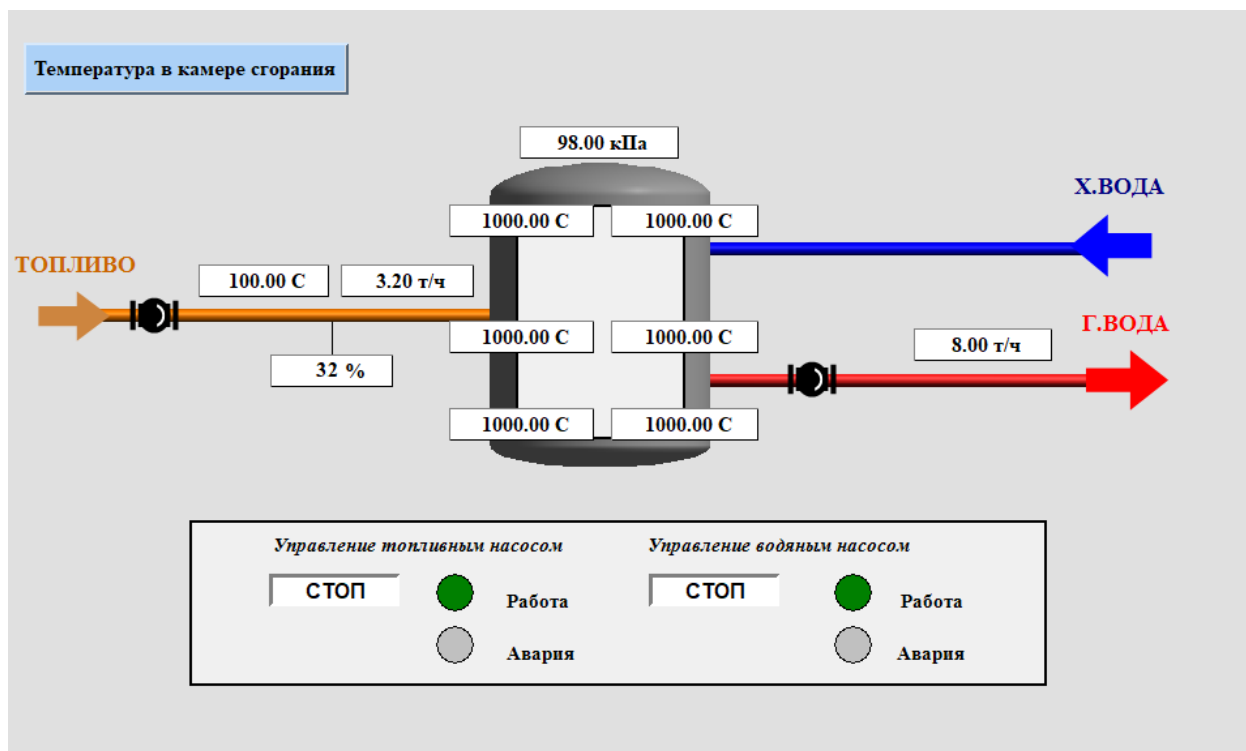 Температура в камере сгорания
98.00 кПа
Х.ВОДА
1000.00 С
1000.00 С
ТОПЛИВО
100.00 С
3.20 т/ч
Г.ВОДА
1000.00 С
1000.00 С
8.00 т/ч
32 %
1000.00 С
1000.00 С
Управление топливным насосом
Управление водяным насосом
СТОП
Работа
СТОП
Работа
Авария
Авария